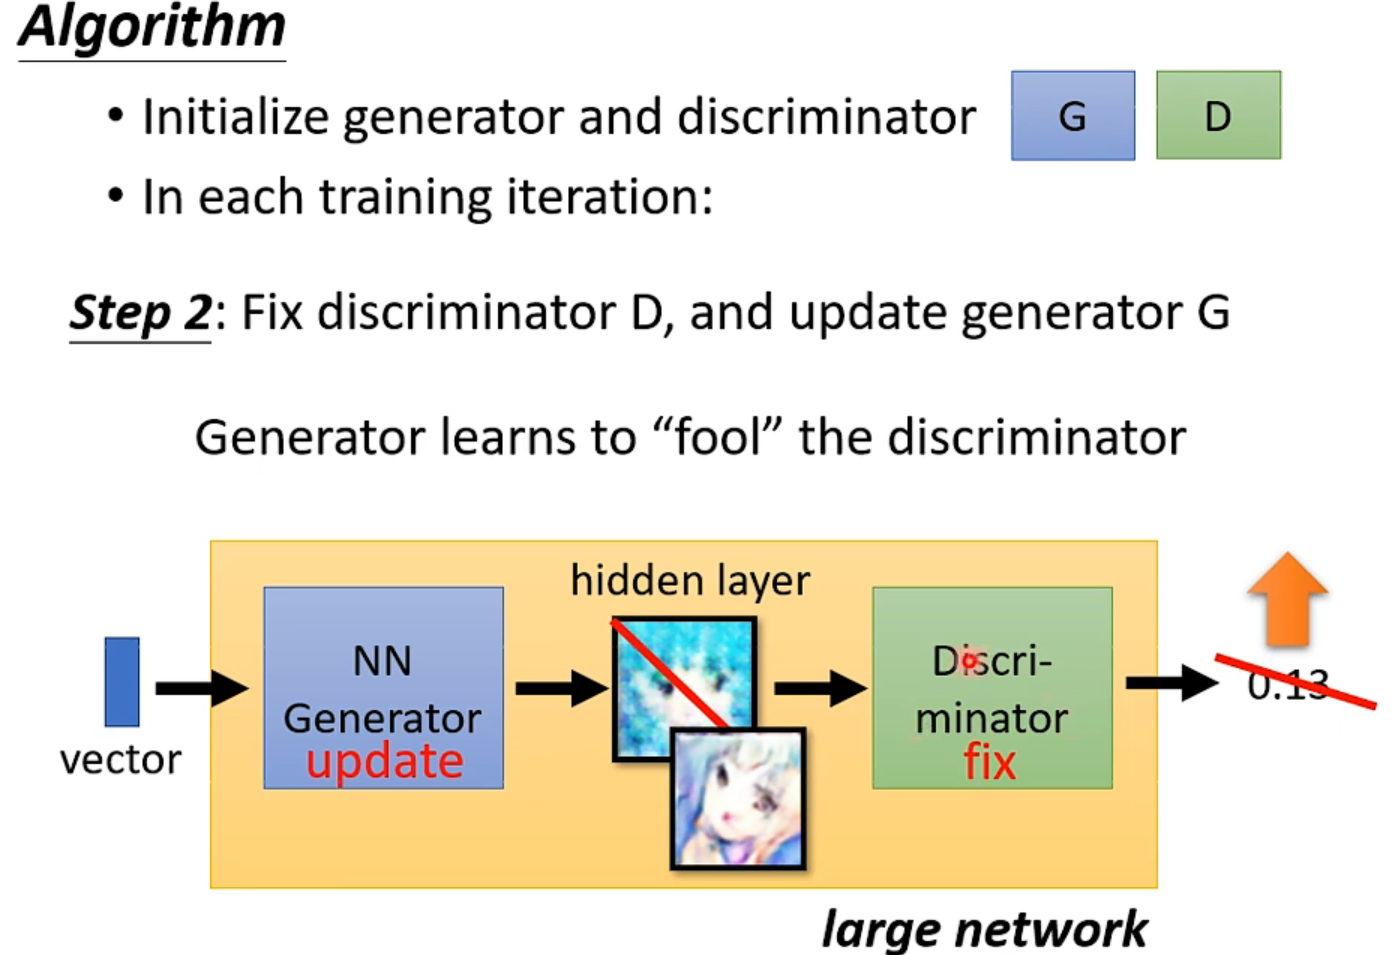 Algorithm
• Initialize generator and discriminator G D
• In each training iteration:
Step 2: Fix discriminator D, and update generator G
Generator learns to “fool” the discriminator
hidden layer
NN
Generator
update
Discri-
minator
fix
0.13
vector
large network